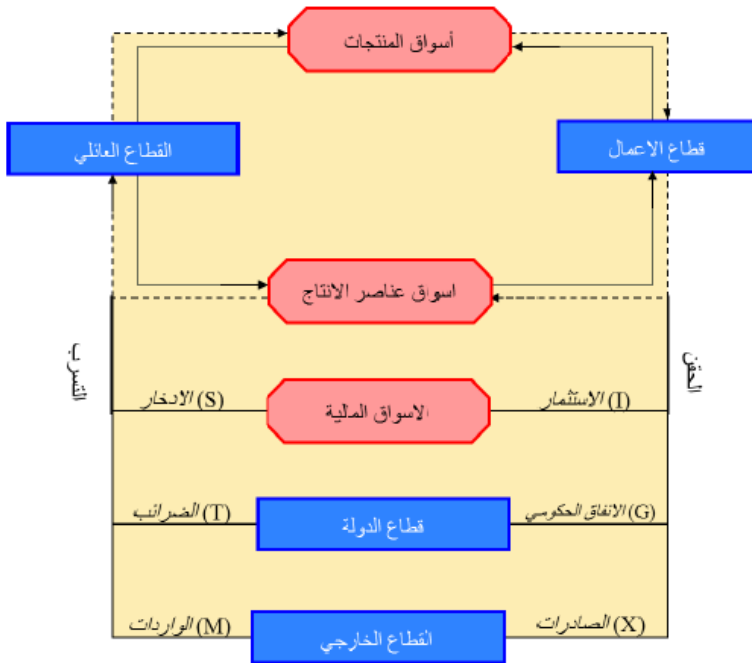 أسواق المنتجات
قطاع الاعمال
القطاع العائلي
اسواق عناصر الانتاج
الحقن
التسرب
(I) الاستثمار
الاسواق المالية
(S) الادخار
(G) الانفاق الحكومي
قطاع الدولة
(T) الضرائب
(X) الصادرات
القطاع الخارجي
(M) الواردات